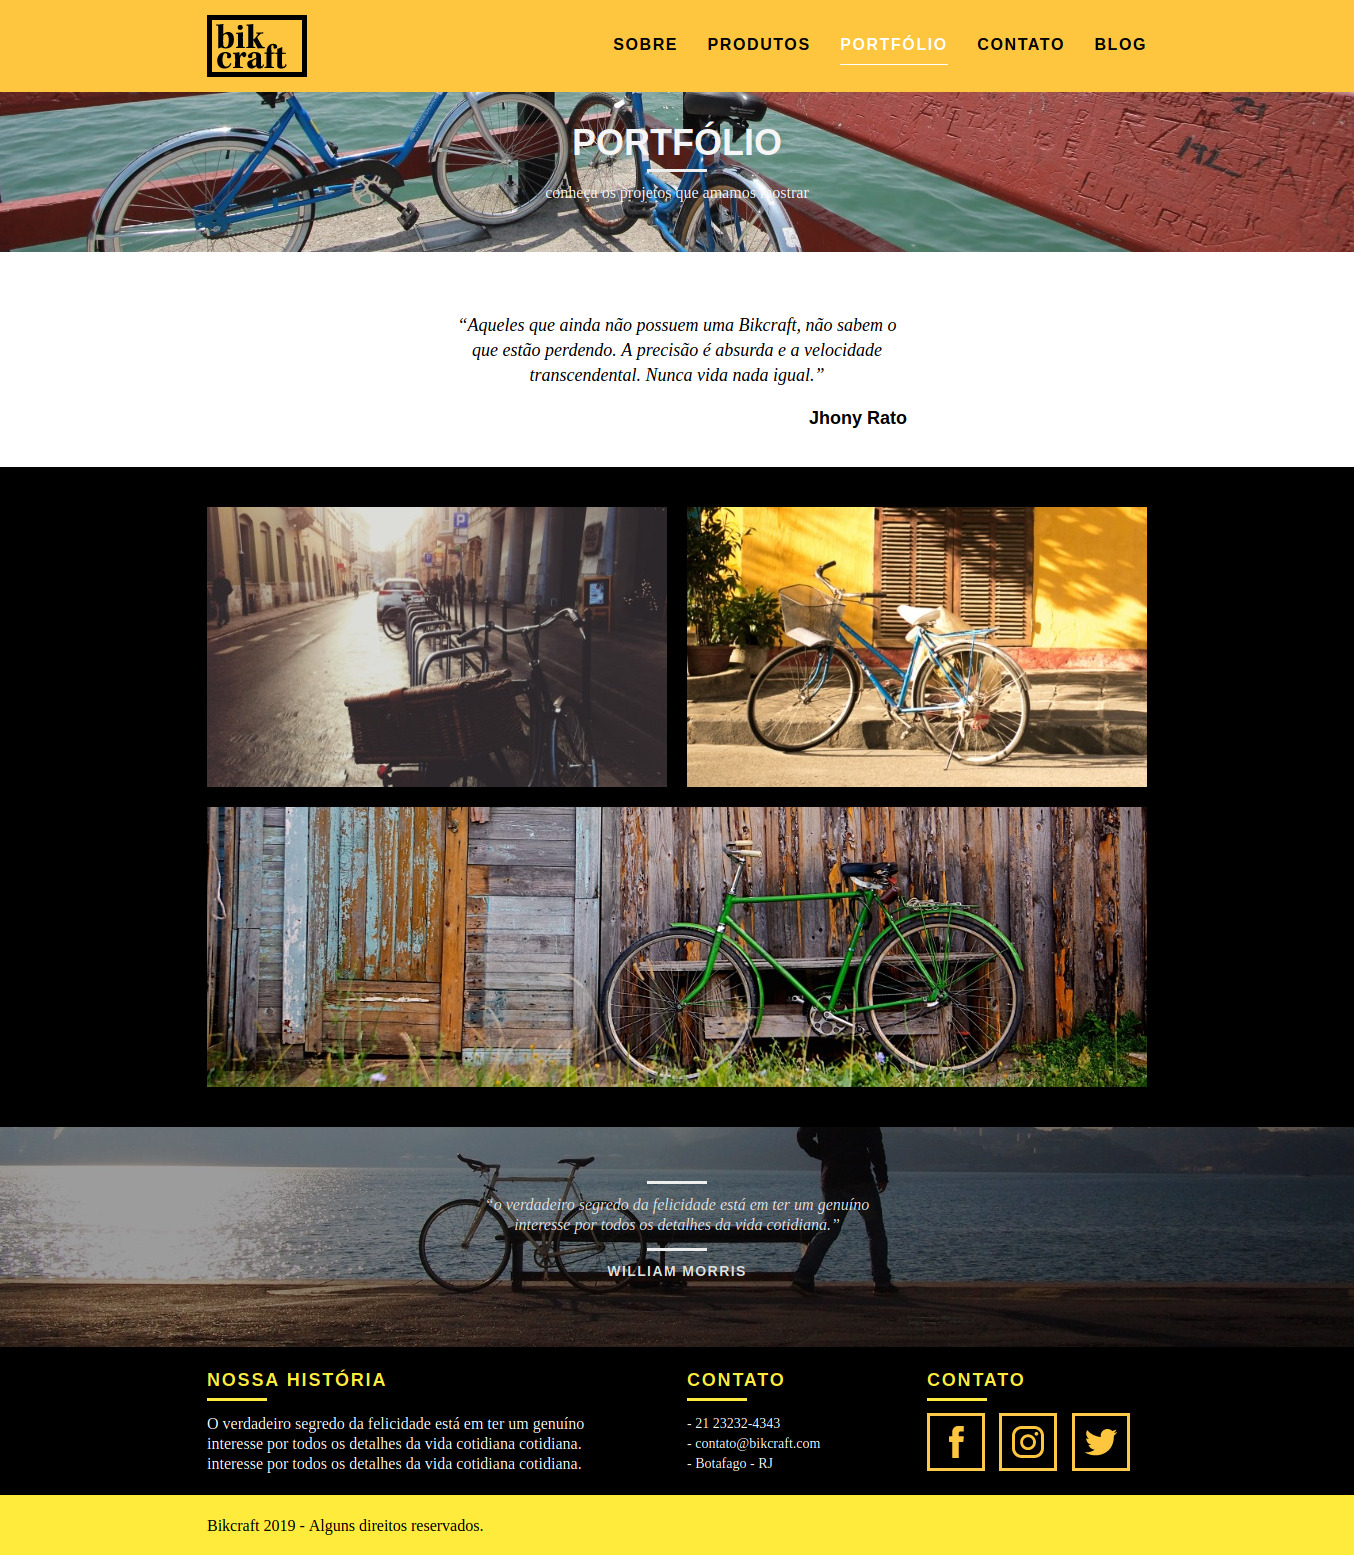 bik
craft
SOBRE PRODUTOS PORTFÓLIO CONTATO BLOG
PORTFÓLIO
conheça os projetos que amamos mostrar
“Aqueles que ainda não possuem uma Bikcraft, não sabem o
que estão perdendo. A precisão é absurda e a velocidade
transcendental. Nunca vida nada igual.”
Jhony Rato
P
“o verdadeiro segredo da felicidade está em ter um genuíno
interesse por todos os detalhes da vida cotidiana.”
WILLIAM MORRIS
NOSSA HISTÓRIA
O verdadeiro segredo da felicidade está em ter um genuíno
interesse por todos os detalhes da vida cotidiana cotidiana.
interesse por todos os detalhes da vida cotidiana cotidiana.
CONTATO
- 21 23232-4343
- contato@bikcraft.com
- Botafago - RJ
CONTATO
Bikcraft 2019 - Alguns direitos reservados.